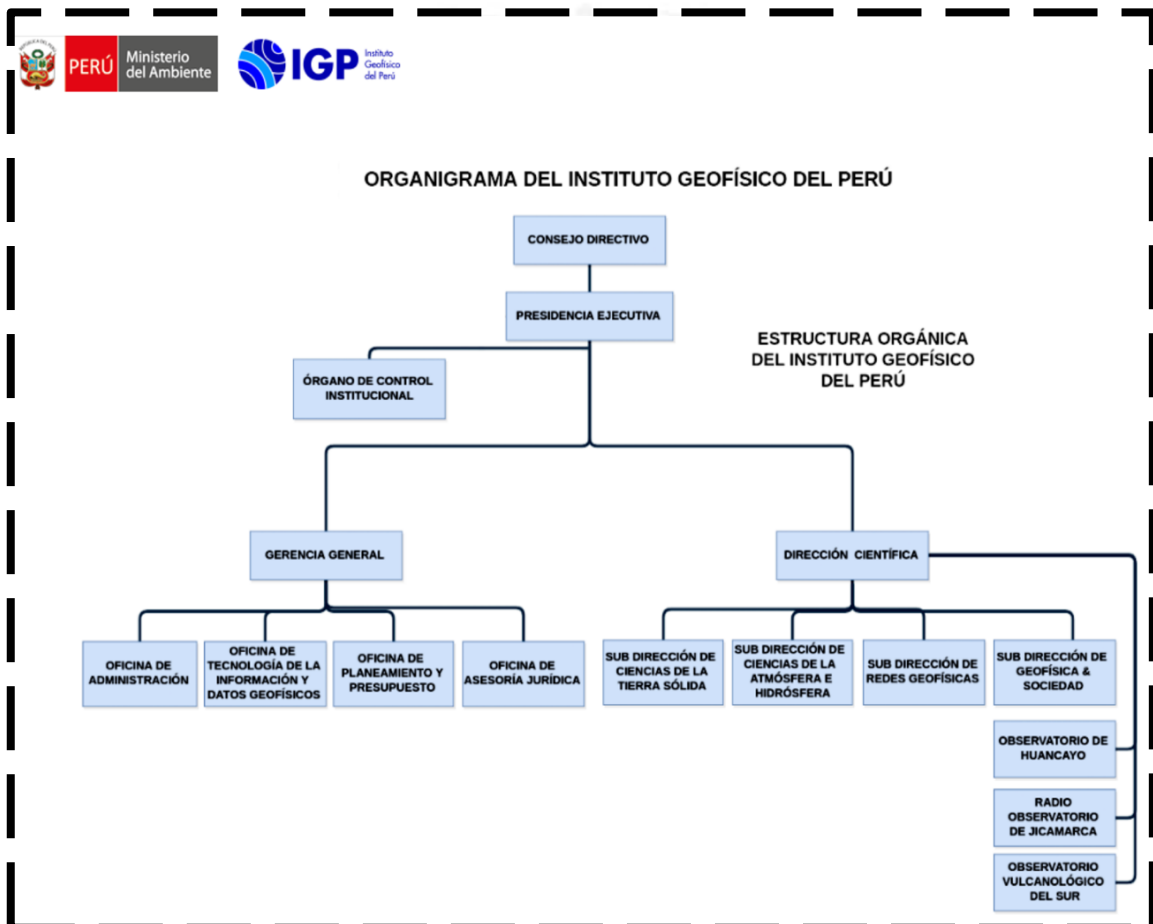 PERÚ
Ministerio
del Ambiente
IGP
Instituto
Geofísico
del Perú
ORGANIGRAMA DEL INSTITUTO GEOFÍSICO DEL PERÚ
CONSEJO DIRECTIVO
PRESIDENCIA EJECUTIVA
ESTRUCTURA ORGÁNICA
DEL INSTITUTO GEOFÍSICO
DEL PERÚ
ÓRGANO DE CONTROL
INSTITUCIONAL
GERENCIA GENERAL
DIRECCIÓN CIENTÍFICA
OFICINA DE
ADMINISTRACIÓN
OFICINA DE
TECNOLOGÍA DE LA
INFORMACIÓN Y
DATOS GEOFÍSICOS
OFICINA DE
PLANEAMIENTO Y
PRESUPUESTO
OFICINA DE
ASESORÍA JURÍDICA
SUB DIRECCIÓN DE
CIENCIAS DE LA
TIERRA SÓLIDA
SUB DIRECCIÓN DE
CIENCIAS DE LA
ATMÓSFERA E
HIDRÓSFERA
SUB DIRECCIÓN DE
REDES GEOFÍSICAS
SUB DIRECCIÓN DE
GEOFÍSICA &
SOCIEDAD
OBSERVATORIO DE
HUANCAYO
RADIO
OBSERVATORIO
DE JICAMARCA
OBSERVATORIO
VULCANOLÓGICO
DEL SUR